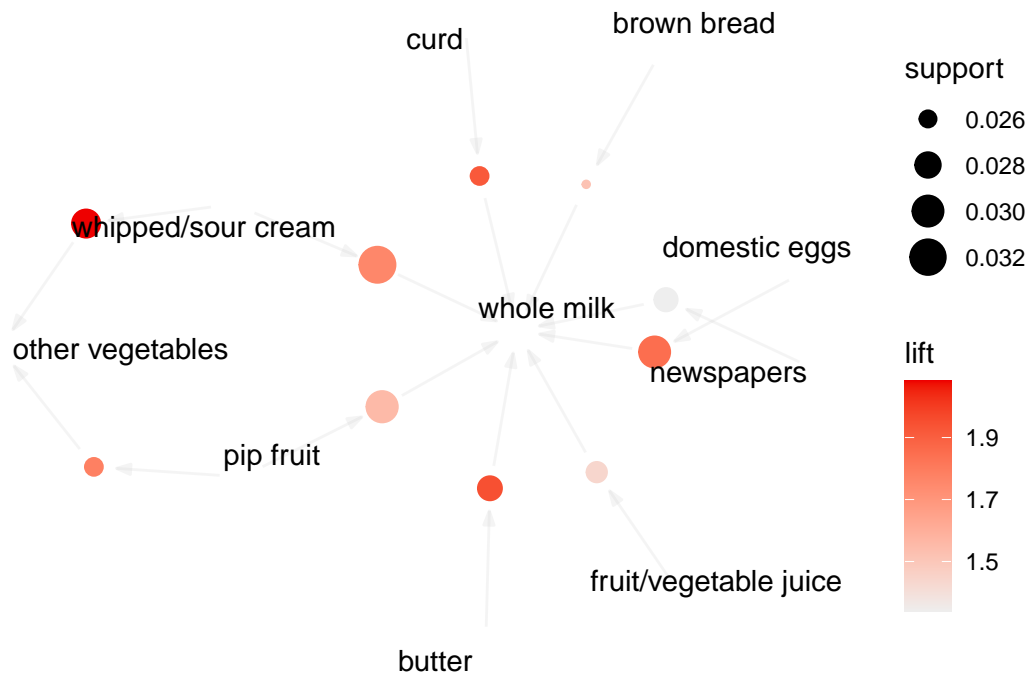 brown bread
curd
whipped/sour cream
domestic eggs
whole milk
other vegetables
newspapers
pip fruit
fruit/vegetable juice
butter
support
0.026
0.028
0.030
0.032
lift
1.9
1.7
1.5